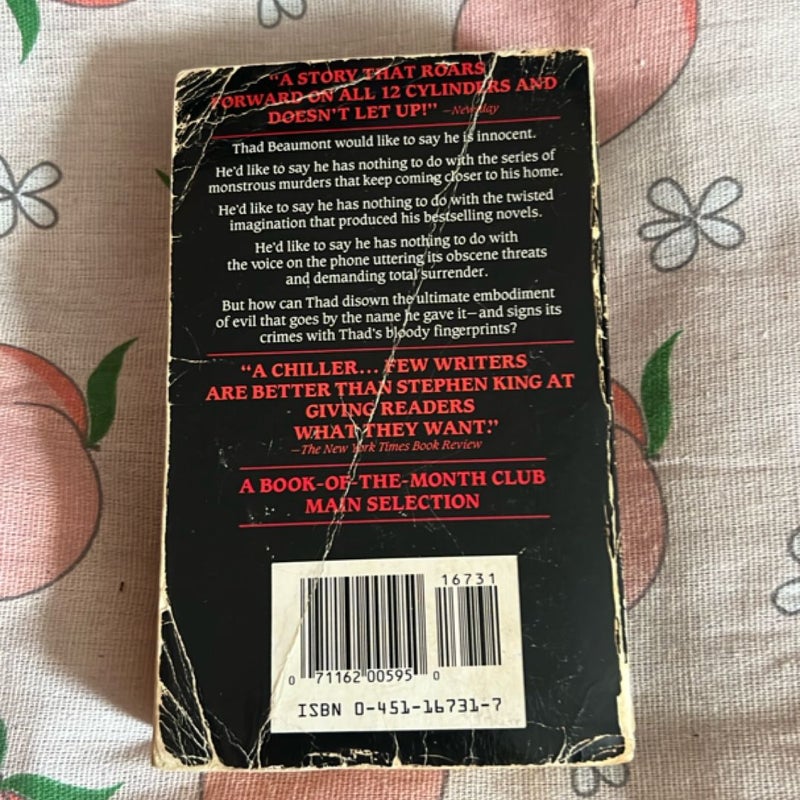 “A STORY THAT ROARS
FORWARD ON ALL 12 CYLINDERS AND
DOESN'T LET UP!” —Newsday
Thad Beaumont would like to say he is innocent.
He'd like to say he has nothing to do with the series of
monstrous murders that keep coming closer to his home.
He'd like to say he has nothing to do with the twisted
imagination that produced his bestselling novels.
He'd like to say he has nothing to do with
the voice on the phone uttering its obscene threats
and demanding total surrender.
But how can Thad disown the ultimate embodiment
of evil that goes by the name he gave it—and signs its
crimes with Thad's bloody fingerprints?
“A CHILLER... FEW WRITERS
ARE BETTER THAN STEPHEN KING AT
GIVING READERS
WHAT THEY WANT.”
—The New York Times Book Review
A BOOK-OF-THE-MONTH CLUB
MAIN SELECTION
16731
0 71162 00595 0
ISBN 0-451-16731-7